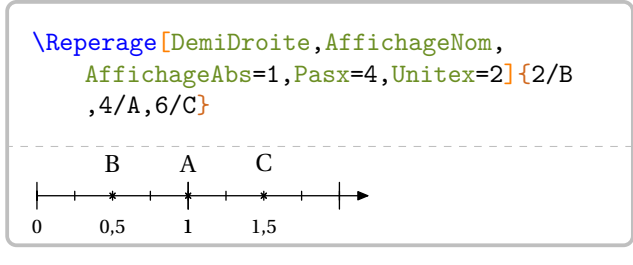 \Reperage[DemiDroite,AffichageNom,
AffichageAbs=1,Pasx=4,Unitex=2]{2/B
,4/A,6/C}
B A C
0 0,5 1 1,5